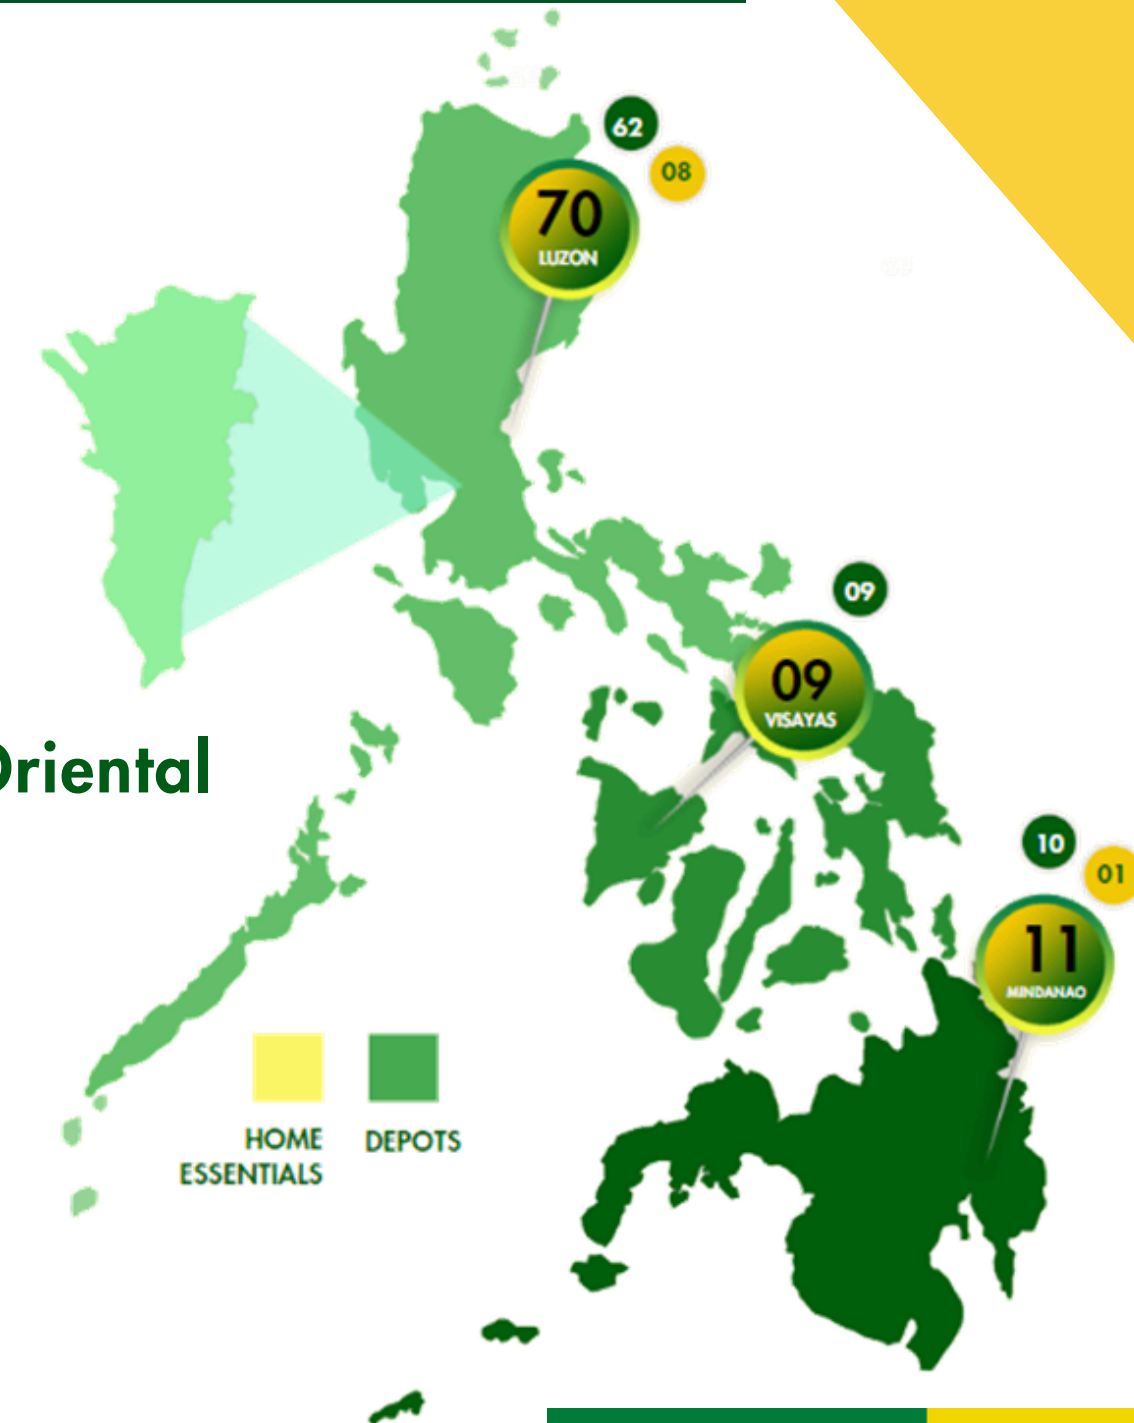 62
08
70
LUZON
09
09
VISAYAS
Oriental
10
01
11
MINDANAO
HOME
ESSENTIALS
DEPOTS